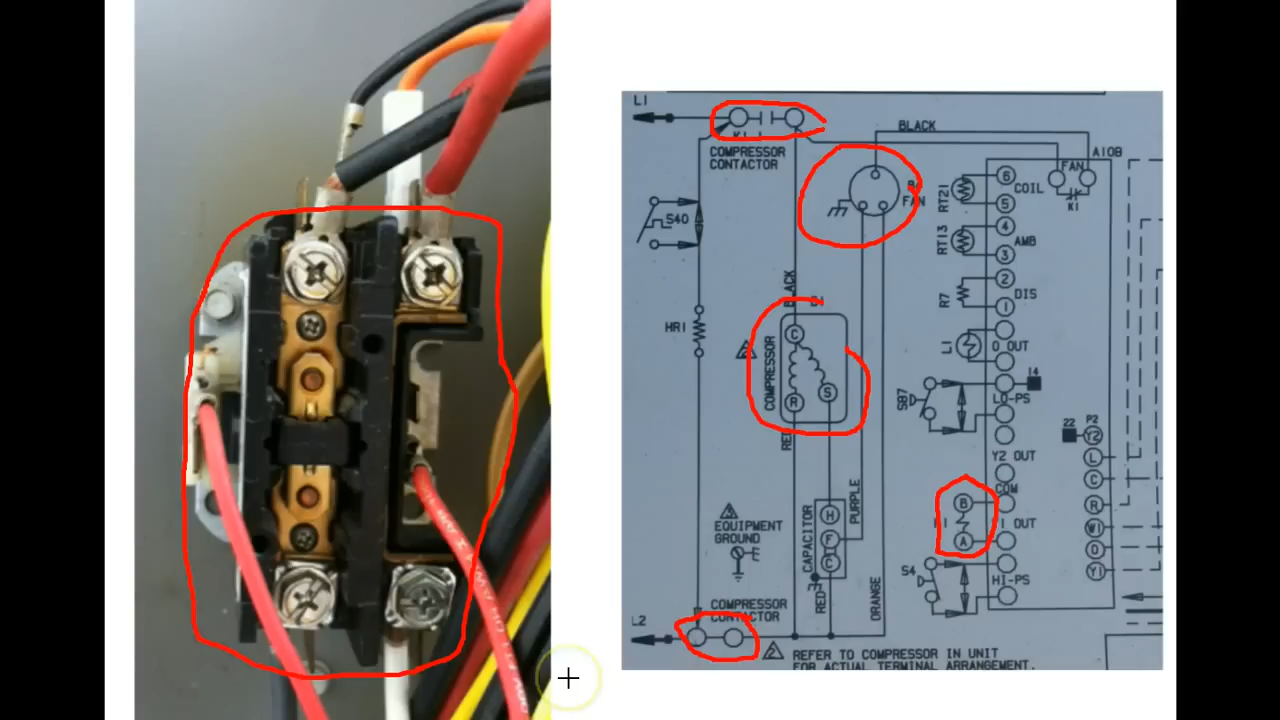 L1
BLACK
K1-1
COMPRESSOR
CONTACTOR
A108
FAN
K1
FAN
6
COIL
RT21
5
S40
4
RT13
AMB
3
2
R7
DIS
1
BLACK
HR1
L1
O OUT
COMPRESSOR
C
S
R
14
LO-PS
S87
RED
22
P2
Y2
Y2 OUT
L
COM
C
B
R
PURPLE
H
1 OUT
W1
A
EQUIPMENT
GROUND
CAPACITOR
F
C
O
S4
HI-PS
Y1
ORANGE
RED
COMPRESSOR
CONTACTOR
L2
2
REFER TO COMPRESSOR IN UNIT
FOR ACTUAL TERMINAL ARRANGEMENT.